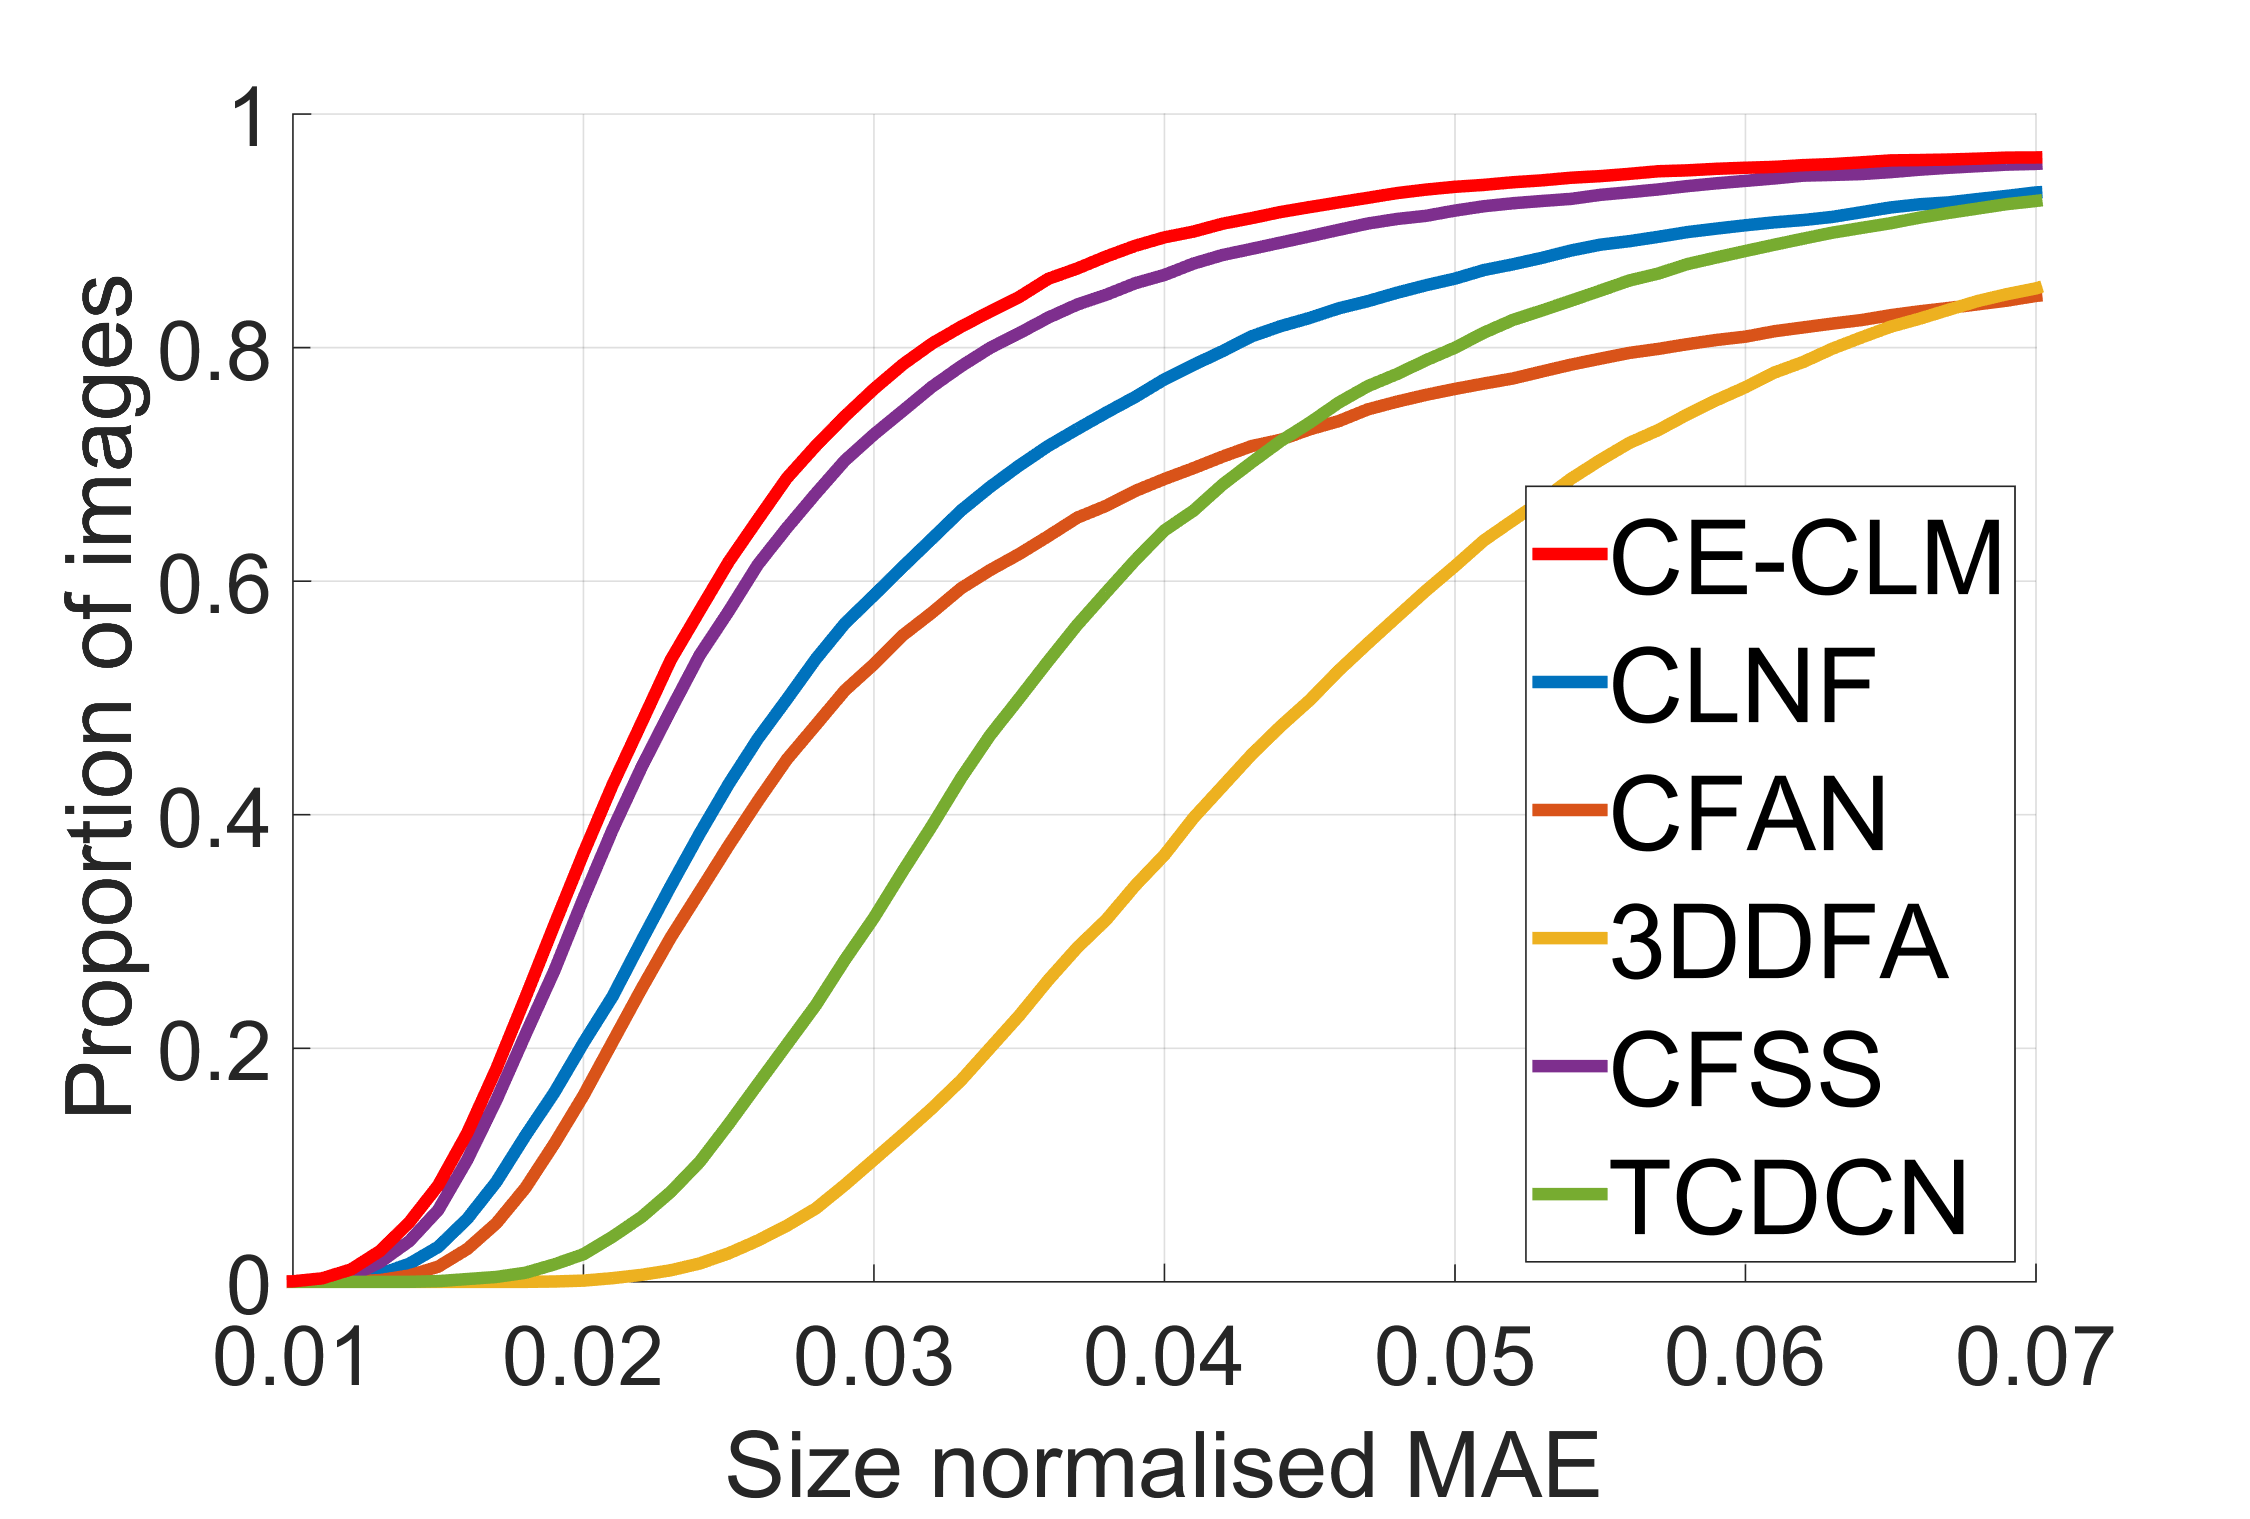 Proportion of images
1
0.8
0.6
0.4
0.2
0
0.01 0.02 0.03 0.04 0.05 0.06 0.07
Size normalised MAE
CE-CLM
CLNF
CFAN
3DDFA
CFSS
TCDCN